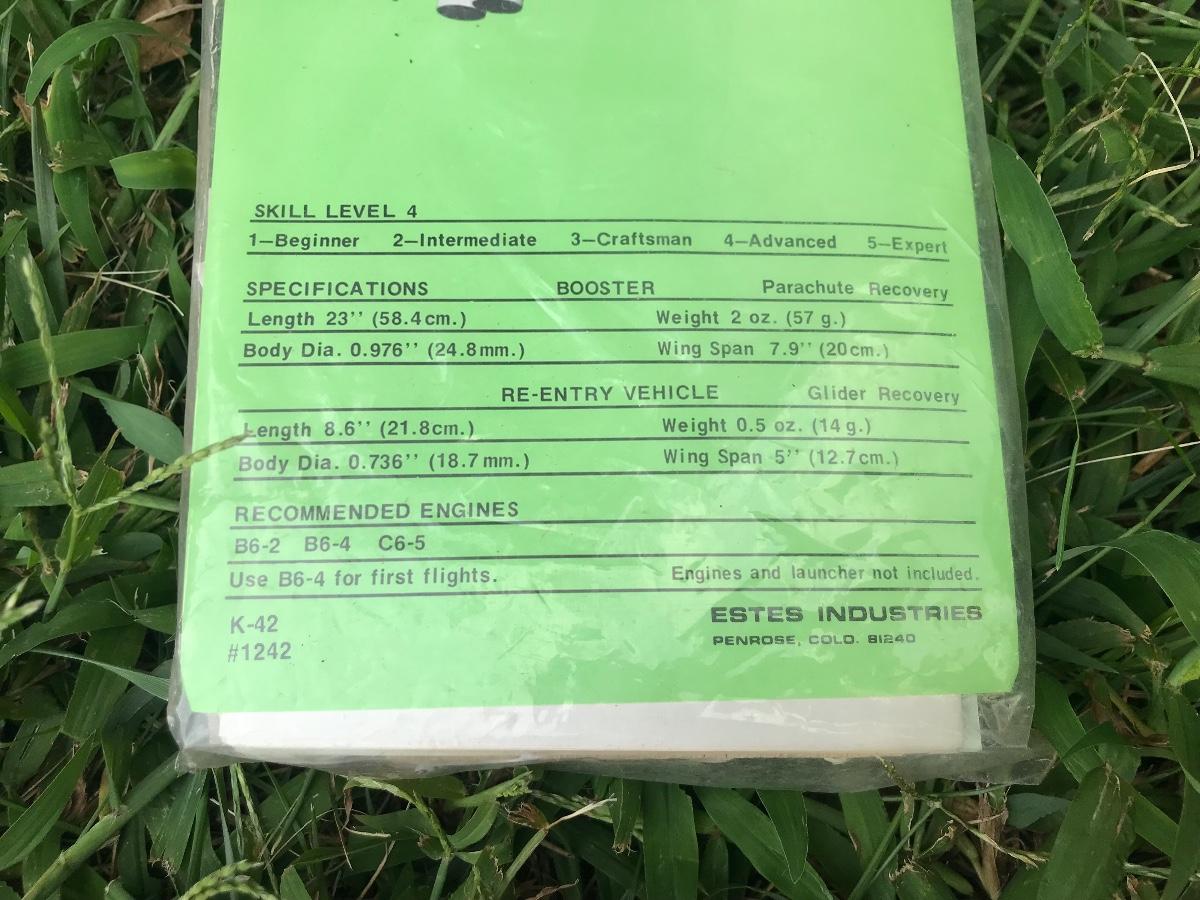 SKILL LEVEL 4
1—Beginner 2—Intermediate 3—Craftsman 4—Advanced 5—Expert
SPECIFICATIONS BOOSTER Parachute Recovery
Length 23'' (58.4cm.) Weight 2 oz. (57 g.)
Body Dia. 0.976'' (24.8mm.) Wing Span 7.9'' (20cm.)
RE-ENTRY VEHICLE Glider Recovery
Length 8.6'' (21.8cm.) Weight 0.5 oz. (14 g.)
Body Dia. 0.736'' (18.7mm.) Wing Span 5'' (12.7cm.)
RECOMMENDED ENGINES
B6-2 B6-4 C6-5
Use B6-4 for first flights. Engines and launcher not included.
K-42 ESTES INDUSTRIES
#1242 PENROSE, COLO. 81240